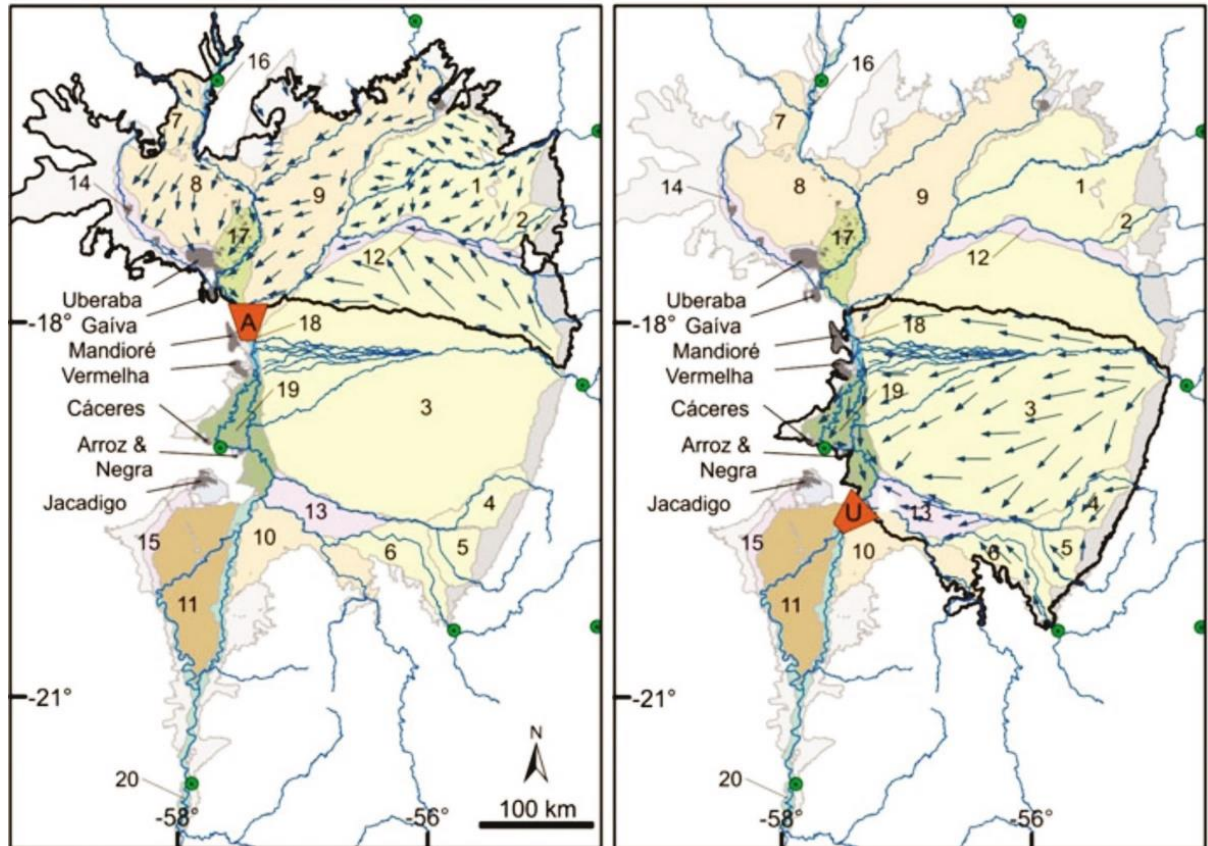 16
7
14
8
9
1
2
17
12
Uberaba
Gaíva
A
-18°
Mandioré
18
Vermelha
19
3
Cáceres
Arroz &
Negra
Jacadigo
4
13
15
10
6
5
11
-21°
N
20
100 km
-58°
-56°
16
7
14
8
9
1
2
17
12
Uberaba
Gaíva
-18°
Mandioré
18
Vermelha
19
3
Cáceres
Arroz &
Negra
Jacadigo
4
U
13
15
10
6
5
11
-21°
20
-58°
-56°